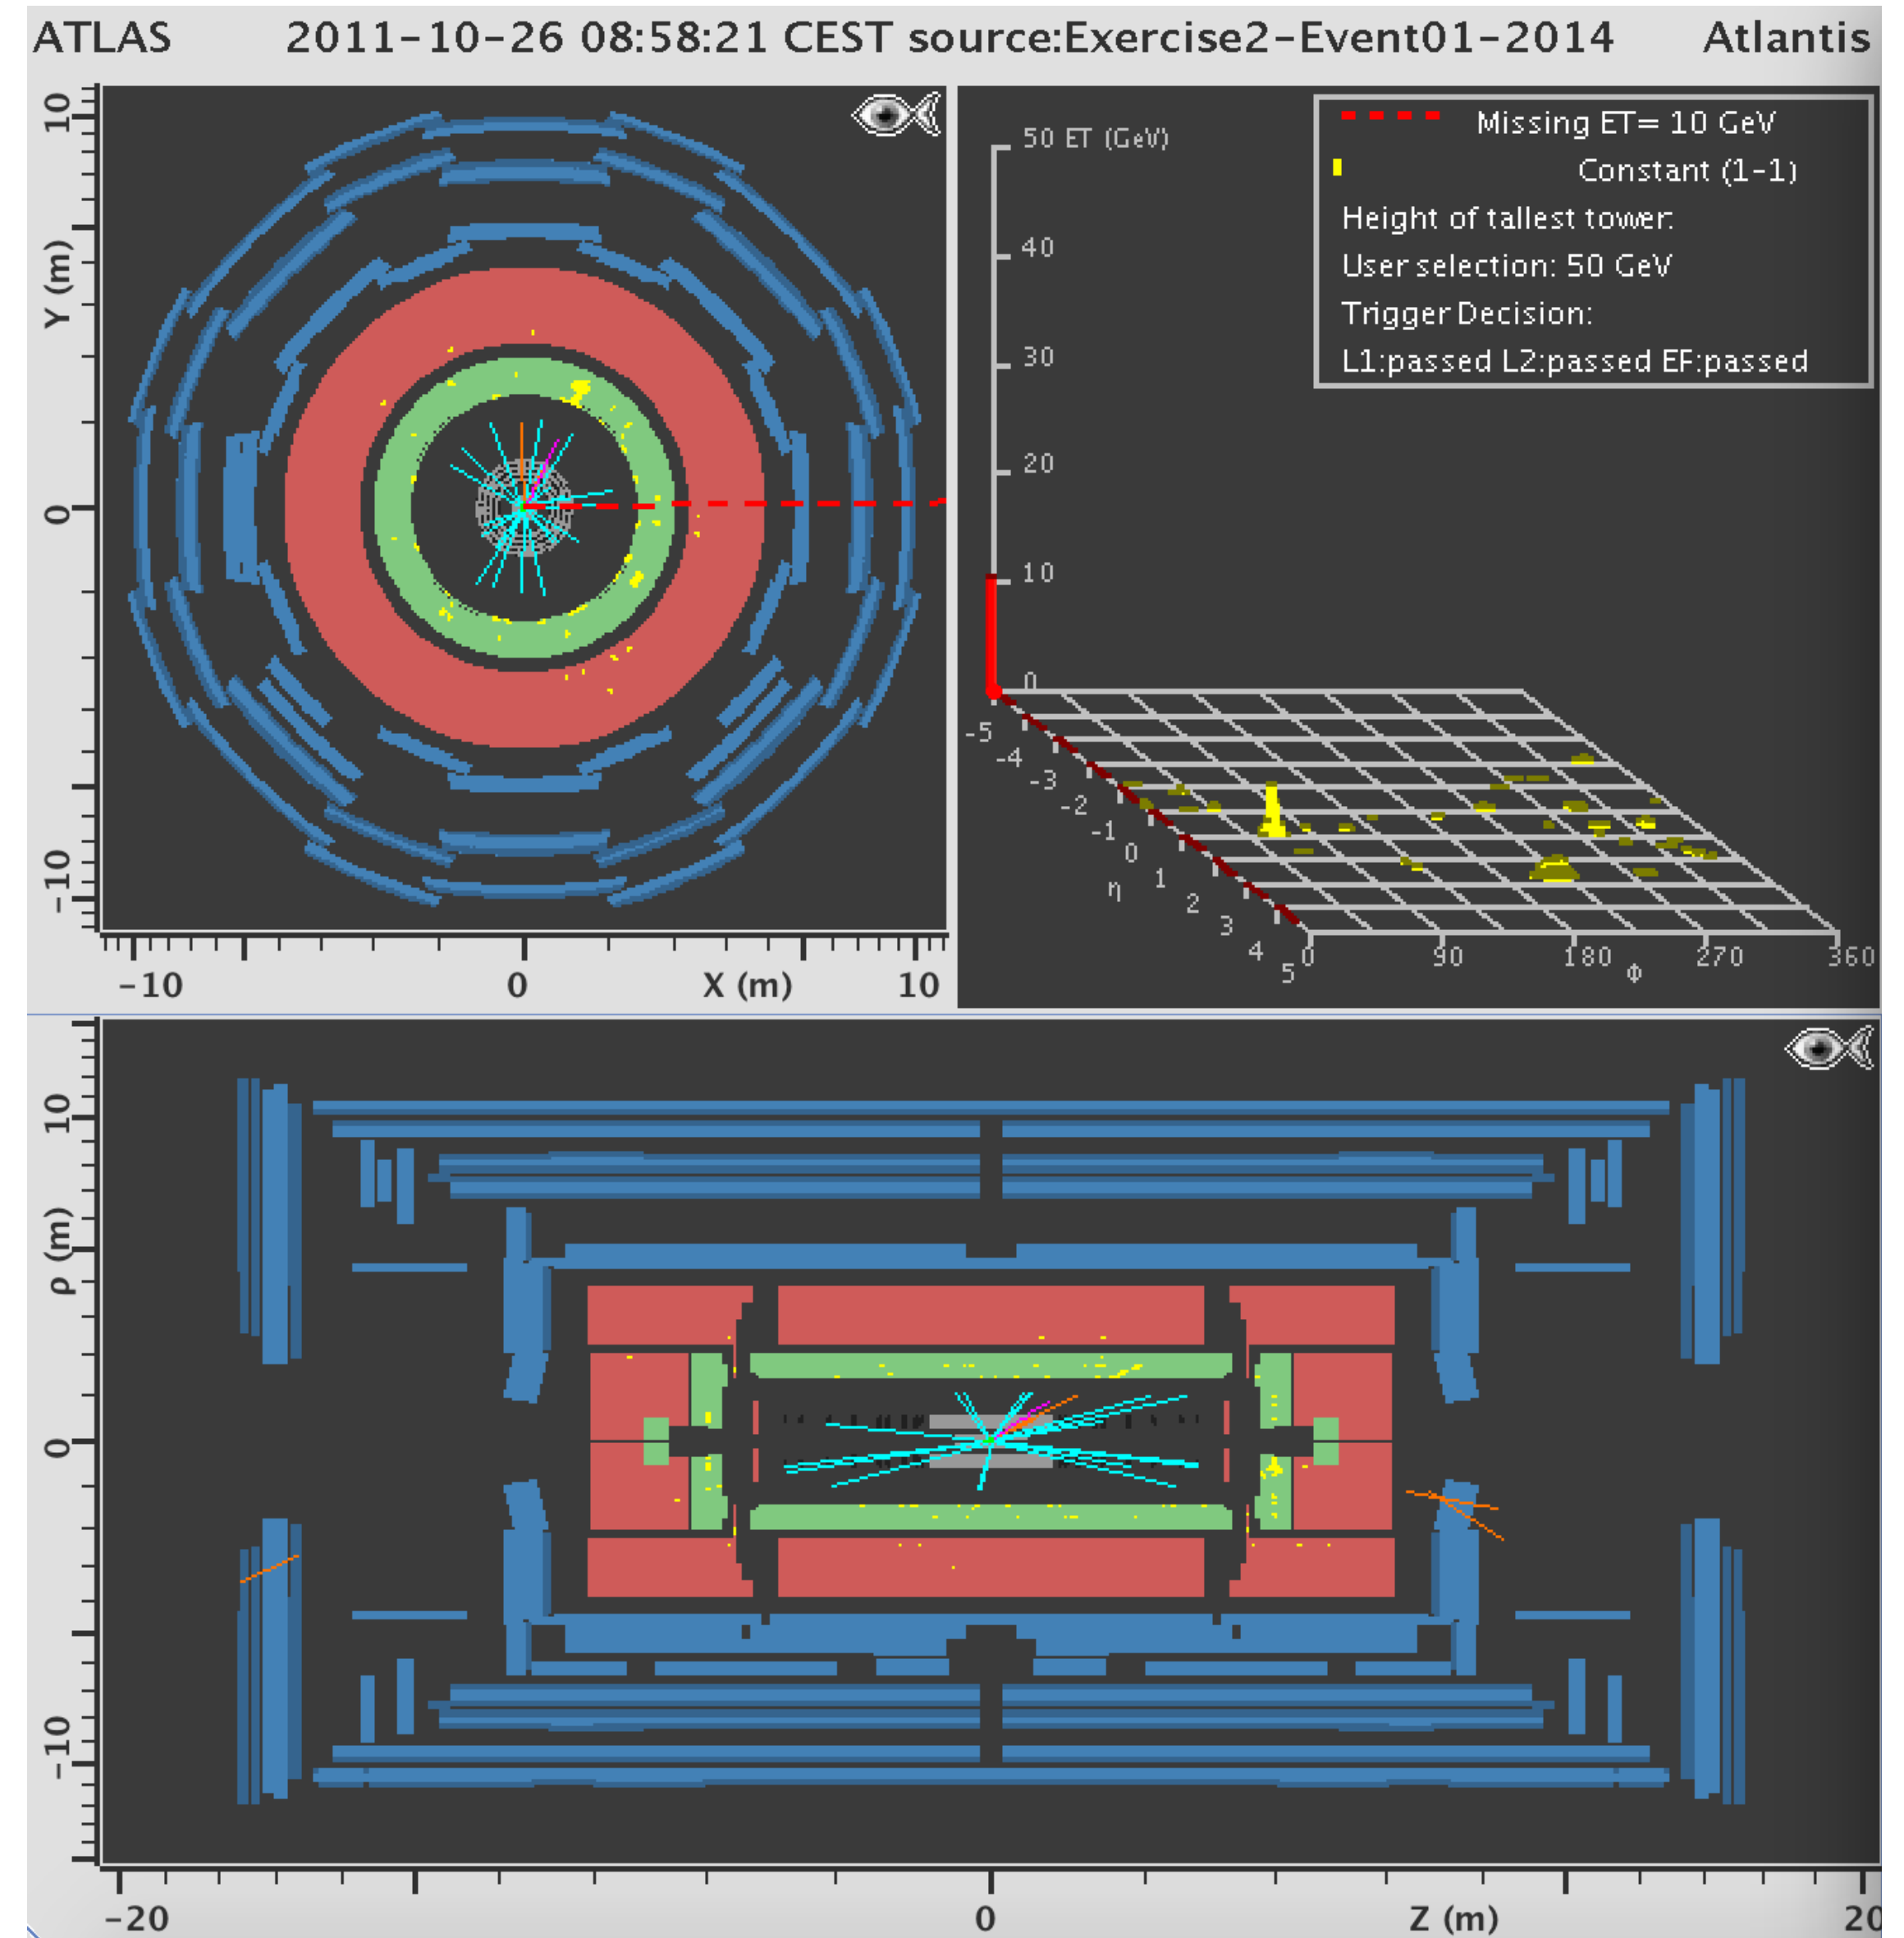 ATLAS 2011-10-26 08:58:21 CEST source:Exercise2-Event01-2014 Atlantis
10
Y (m)
0
-10
-10 0 X (m) 10
50 ET (GeV)
40
30
20
10
0
Missing ET= 10 GeV
Constant (1-1)
Height of tallest tower:
User selection: 50 GeV
Trigger Decision:
L1:passed L2:passed EF:passed
-5
-4
-3
-2
-1
0
η
1
2
3
4
5
0 90 180 270 360
Φ
10
ρ (m)
0
-10
-20 0 Z (m) 20